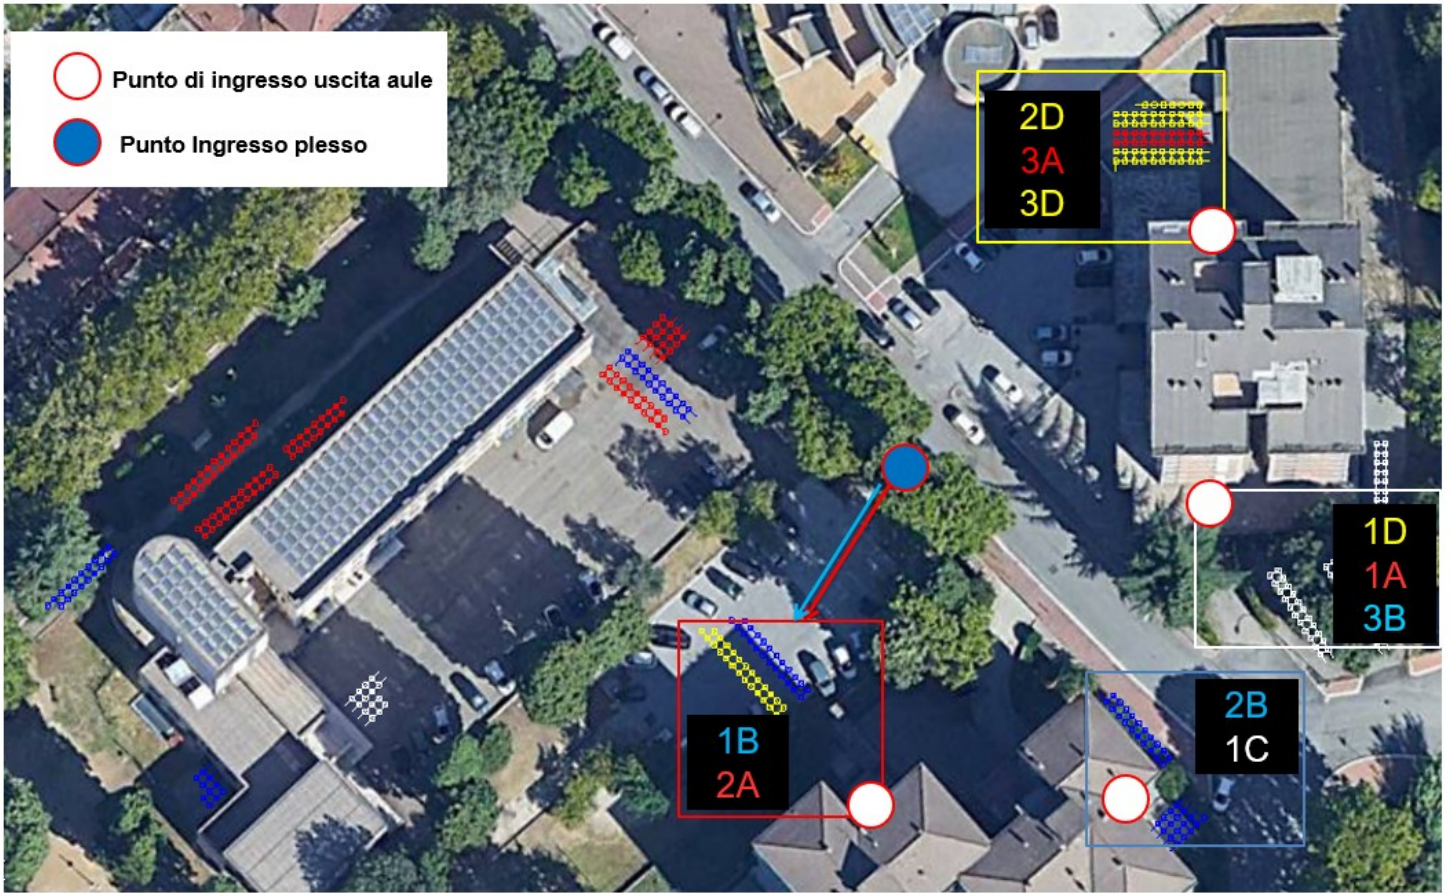 Punto di ingresso uscita aule
Punto Ingresso plesso
2D
3A
3D
1D
1A
3B
2B
1C
1B
2A